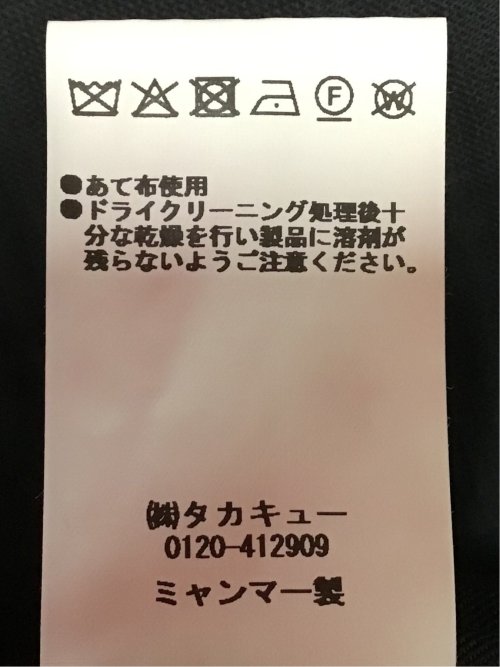 F W
●あて布使用
●ドライクリーニング処理後十
分な乾燥を行い製品に溶剤が
残らないようご注意ください。
㈱タカキュー
0120-412909
ミャンマー製